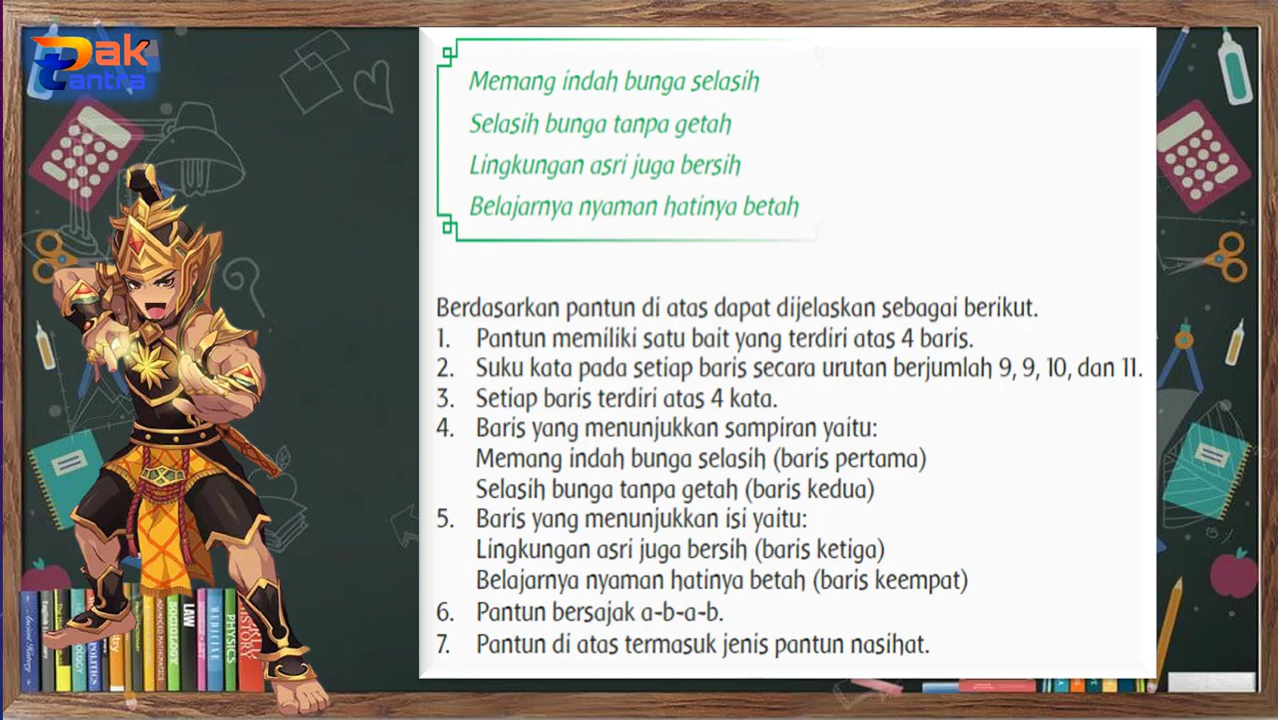 Pak
Tantra
Memang indah bunga selasih
Selasih bunga tanpa getah
Lingkungan asri juga bersih
Belajarnya nyaman hatinya betah
Berdasarkan pantun di atas dapat dijelaskan sebagai berikut.
1. Pantun memiliki satu bait yang terdiri atas 4 baris.
2. Suku kata pada setiap baris secara urutan berjumlah 9, 9, 10, dan 11.
3. Setiap baris terdiri atas 4 kata.
4. Baris yang menunjukkan sampiran yaitu:
Memang indah bunga selasih (baris pertama)
Selasih bunga tanpa getah (baris kedua)
5. Baris yang menunjukkan isi yaitu:
Lingkungan asri juga bersih (baris ketiga)
Belajarnya nyaman hatinya betah (baris keempat)
6. Pantun bersajak a-b-a-b.
7. Pantun di atas termasuk jenis pantun nasihat.
LAW
PHYSICS